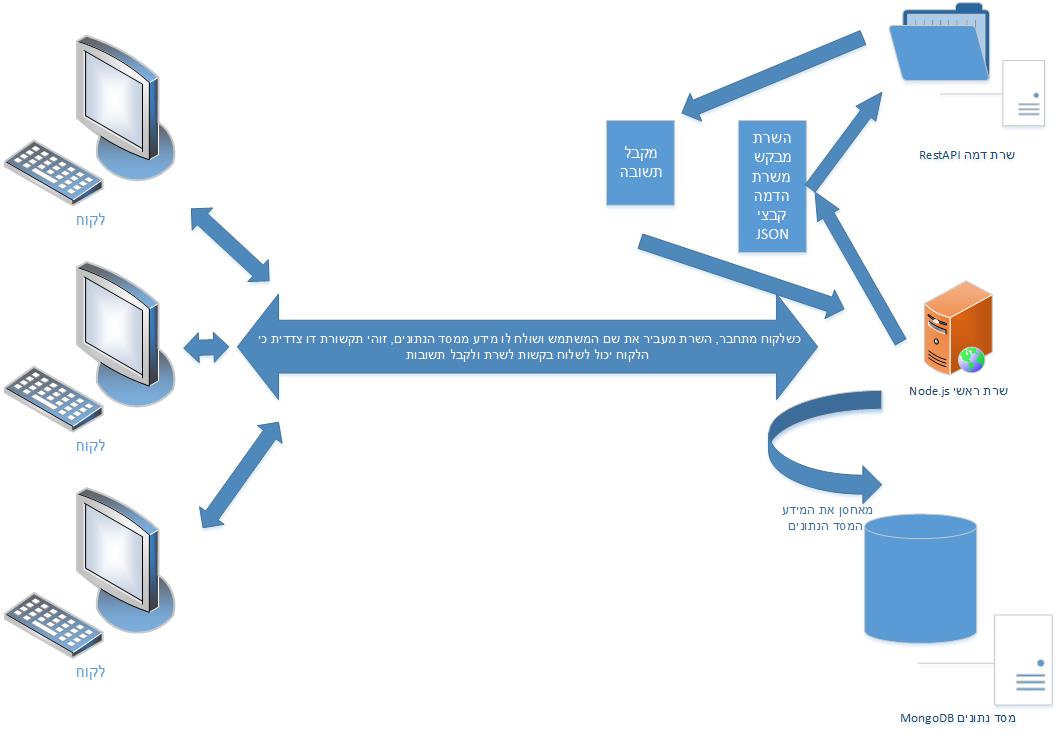 שרת דמה RestAPI
השרת
מבקש
משרת
הדמה
קבצי
JSON
מקבל
תשובה
לקוח
כשלקוח מתחבר, השרת מעביר את שם המשתמש ושולח לו מידע ממסד הנתונים, זוהי תקשורת דו צדדית כי
הלקוח יכול לשלוח בקשות לשרת ולקבל תשובות
שרת ראשי Node.js
לקוח
מאחסן את המידע
המסד הנתונים
לקוח
מסד נתונים MongoDB